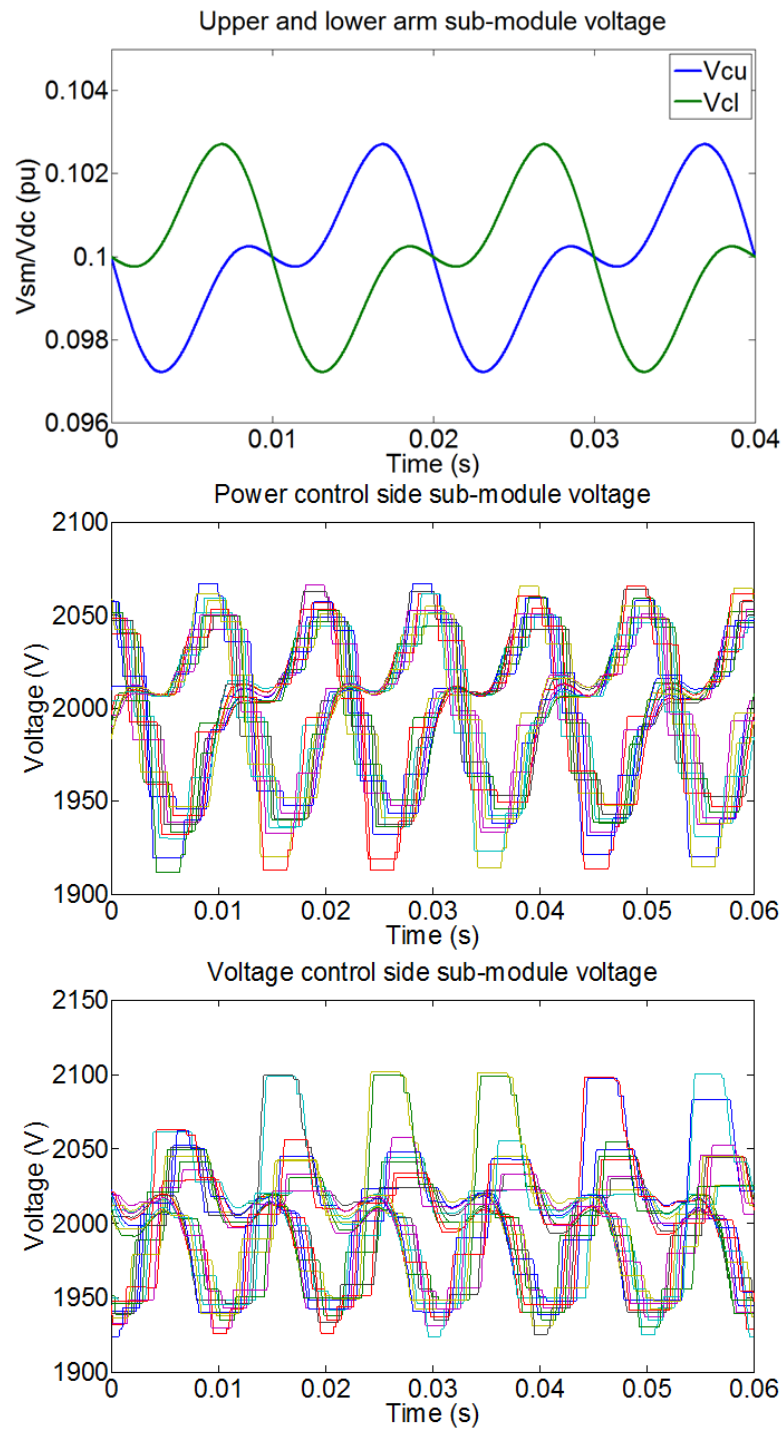 Upper and lower arm sub-module voltage
Vsm/Vdc (pu)
0.104
0.102
0.1
0.098
0.096
Vcu
Vcl
0 0.01 0.02 0.03 0.04
Time (s)
Power control side sub-module voltage
Voltage (V)
2100
2050
2000
1950
1900
0 0.01 0.02 0.03 0.04 0.05 0.06
Time (s)
Voltage control side sub-module voltage
Voltage (V)
2150
2100
2050
2000
1950
1900
0 0.01 0.02 0.03 0.04 0.05 0.06
Time (s)